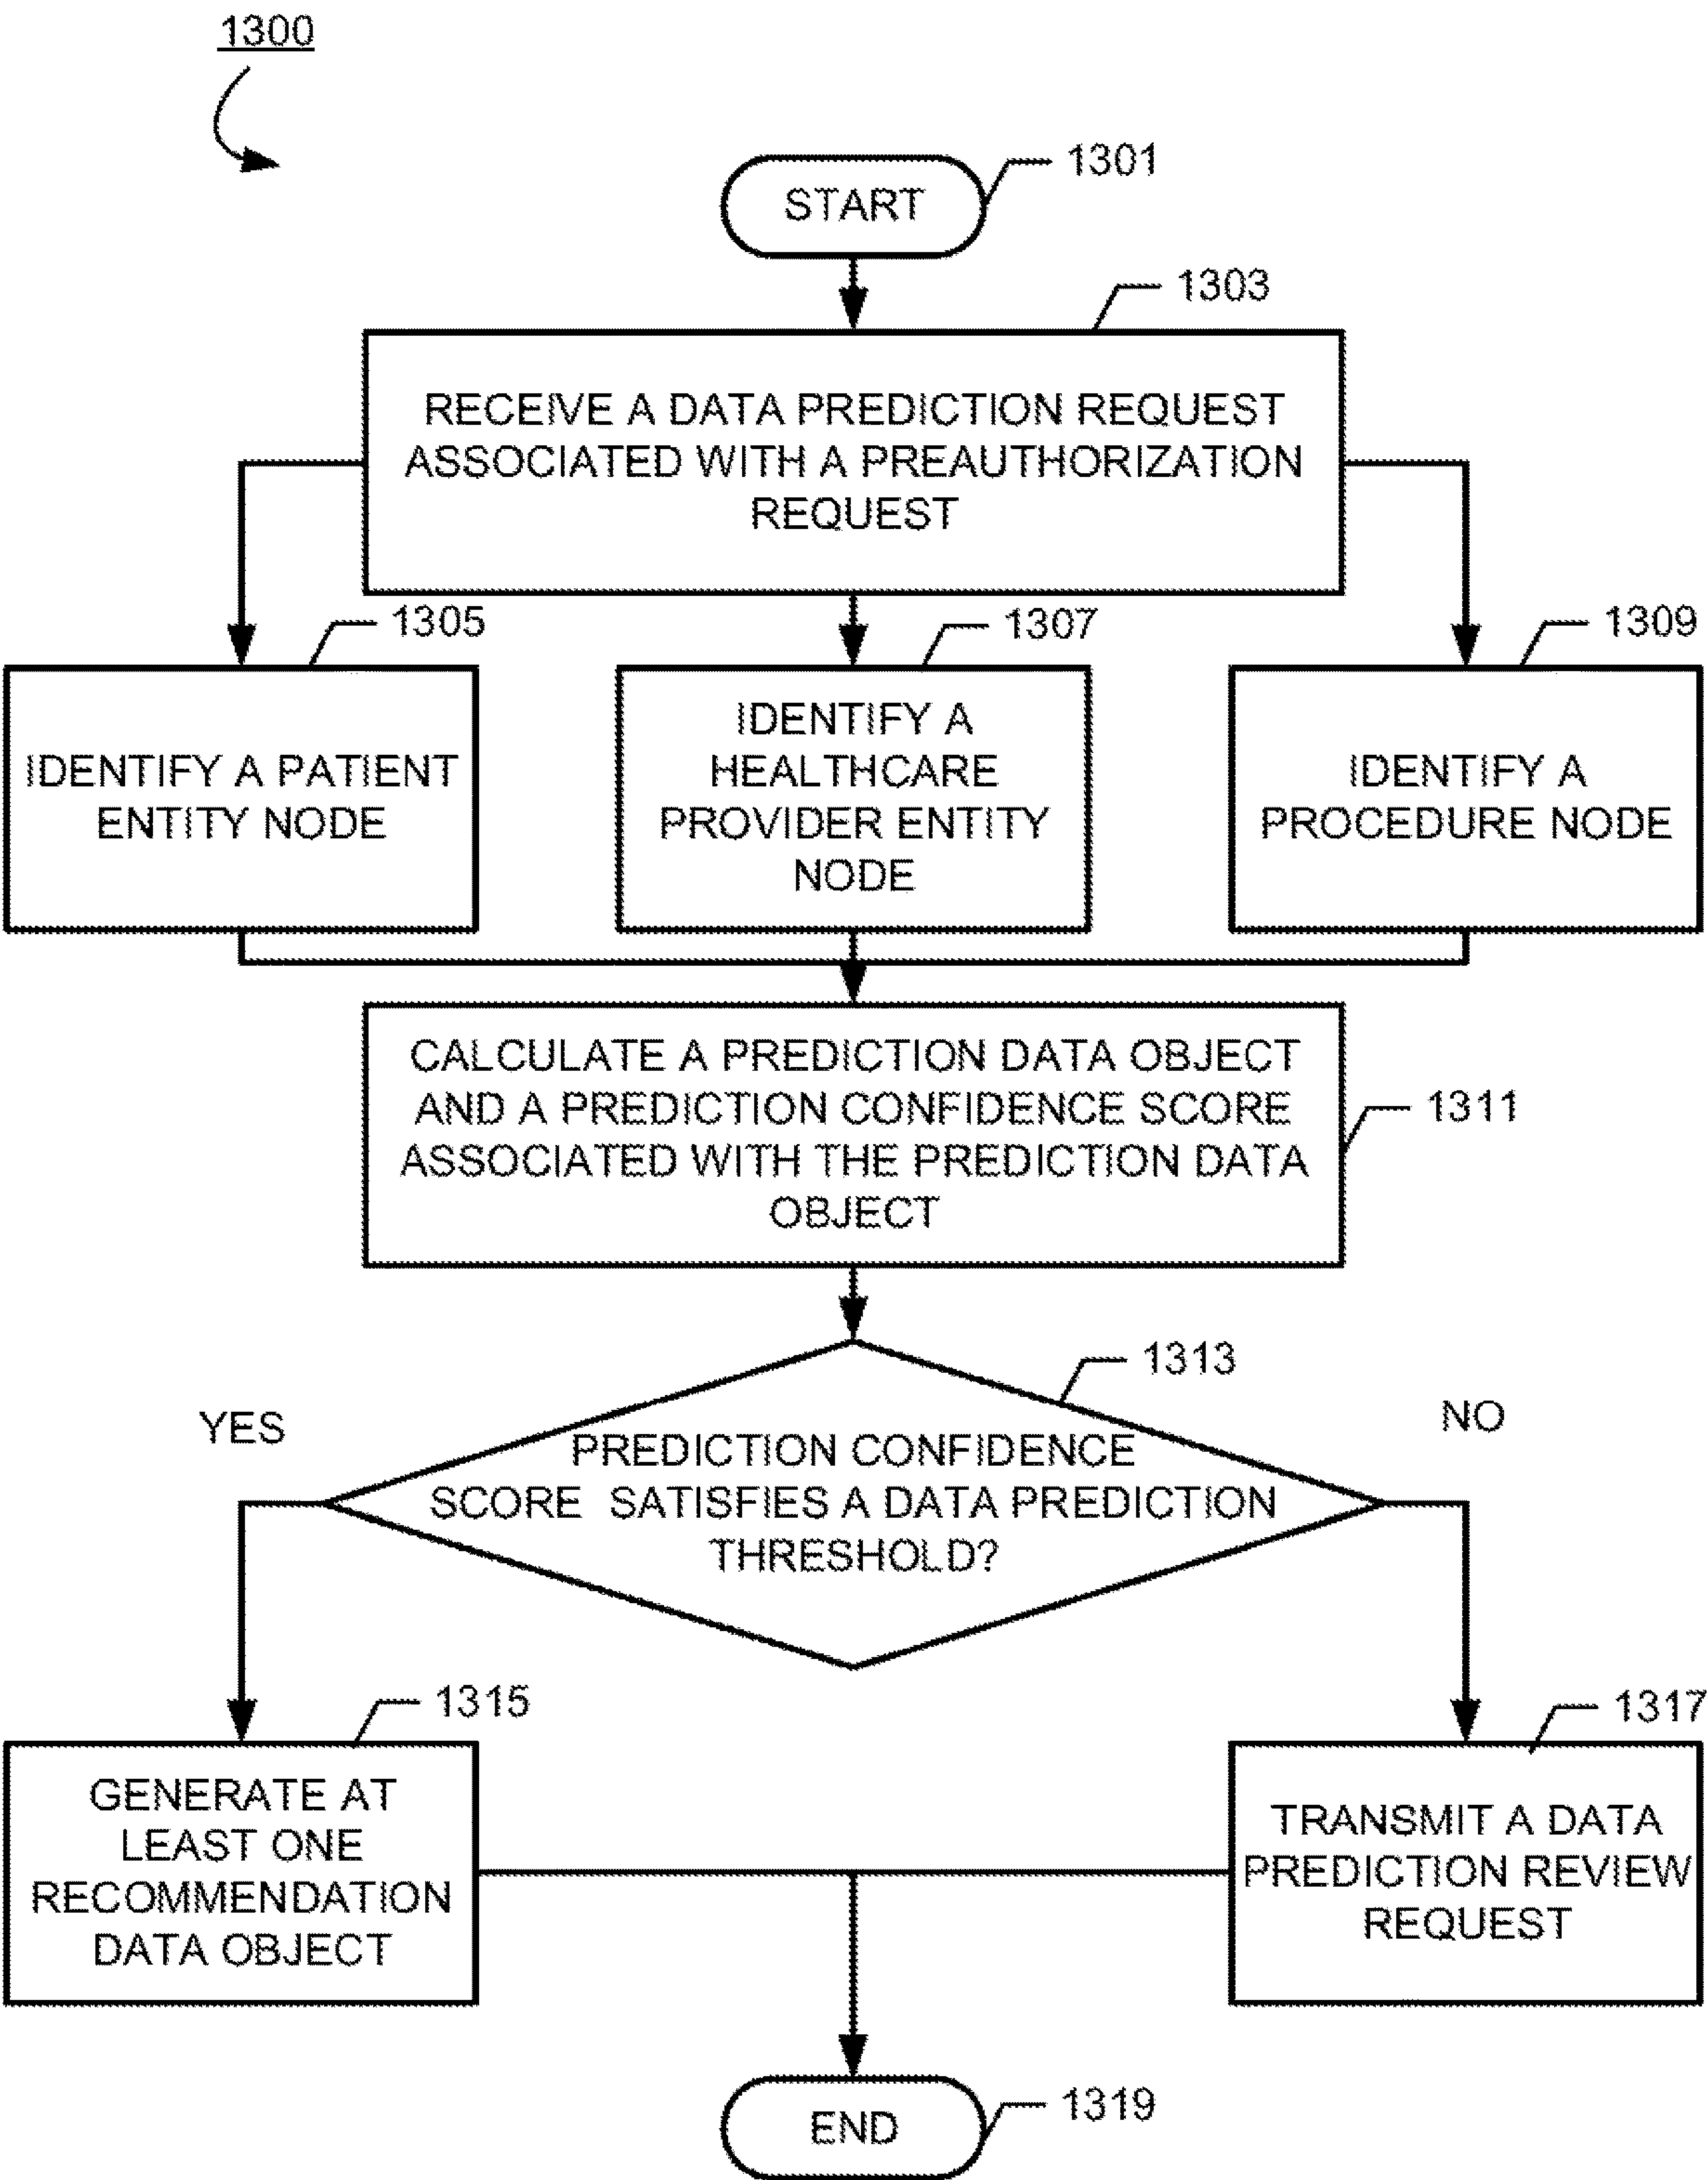 1300
START
1301
1303
RECEIVE A DATA PREDICTION REQUEST
ASSOCIATED WITH A PREAUTHORIZATION
REQUEST
1305
IDENTIFY A PATIENT
ENTITY NODE
1307
IDENTIFY A
HEALTHCARE
PROVIDER ENTITY
NODE
1309
IDENTIFY A
PROCEDURE NODE
CALCULATE A PREDICTION DATA OBJECT
AND A PREDICTION CONFIDENCE SCORE
ASSOCIATED WITH THE PREDICTION DATA
OBJECT
1311
1313
YES
NO
PREDICTION CONFIDENCE
SCORE SATISFIES A DATA PREDICTION
THRESHOLD?
1315
GENERATE AT
LEAST ONE
RECOMMENDATION
DATA OBJECT
1317
TRANSMIT A DATA
PREDICTION REVIEW
REQUEST
END
1319